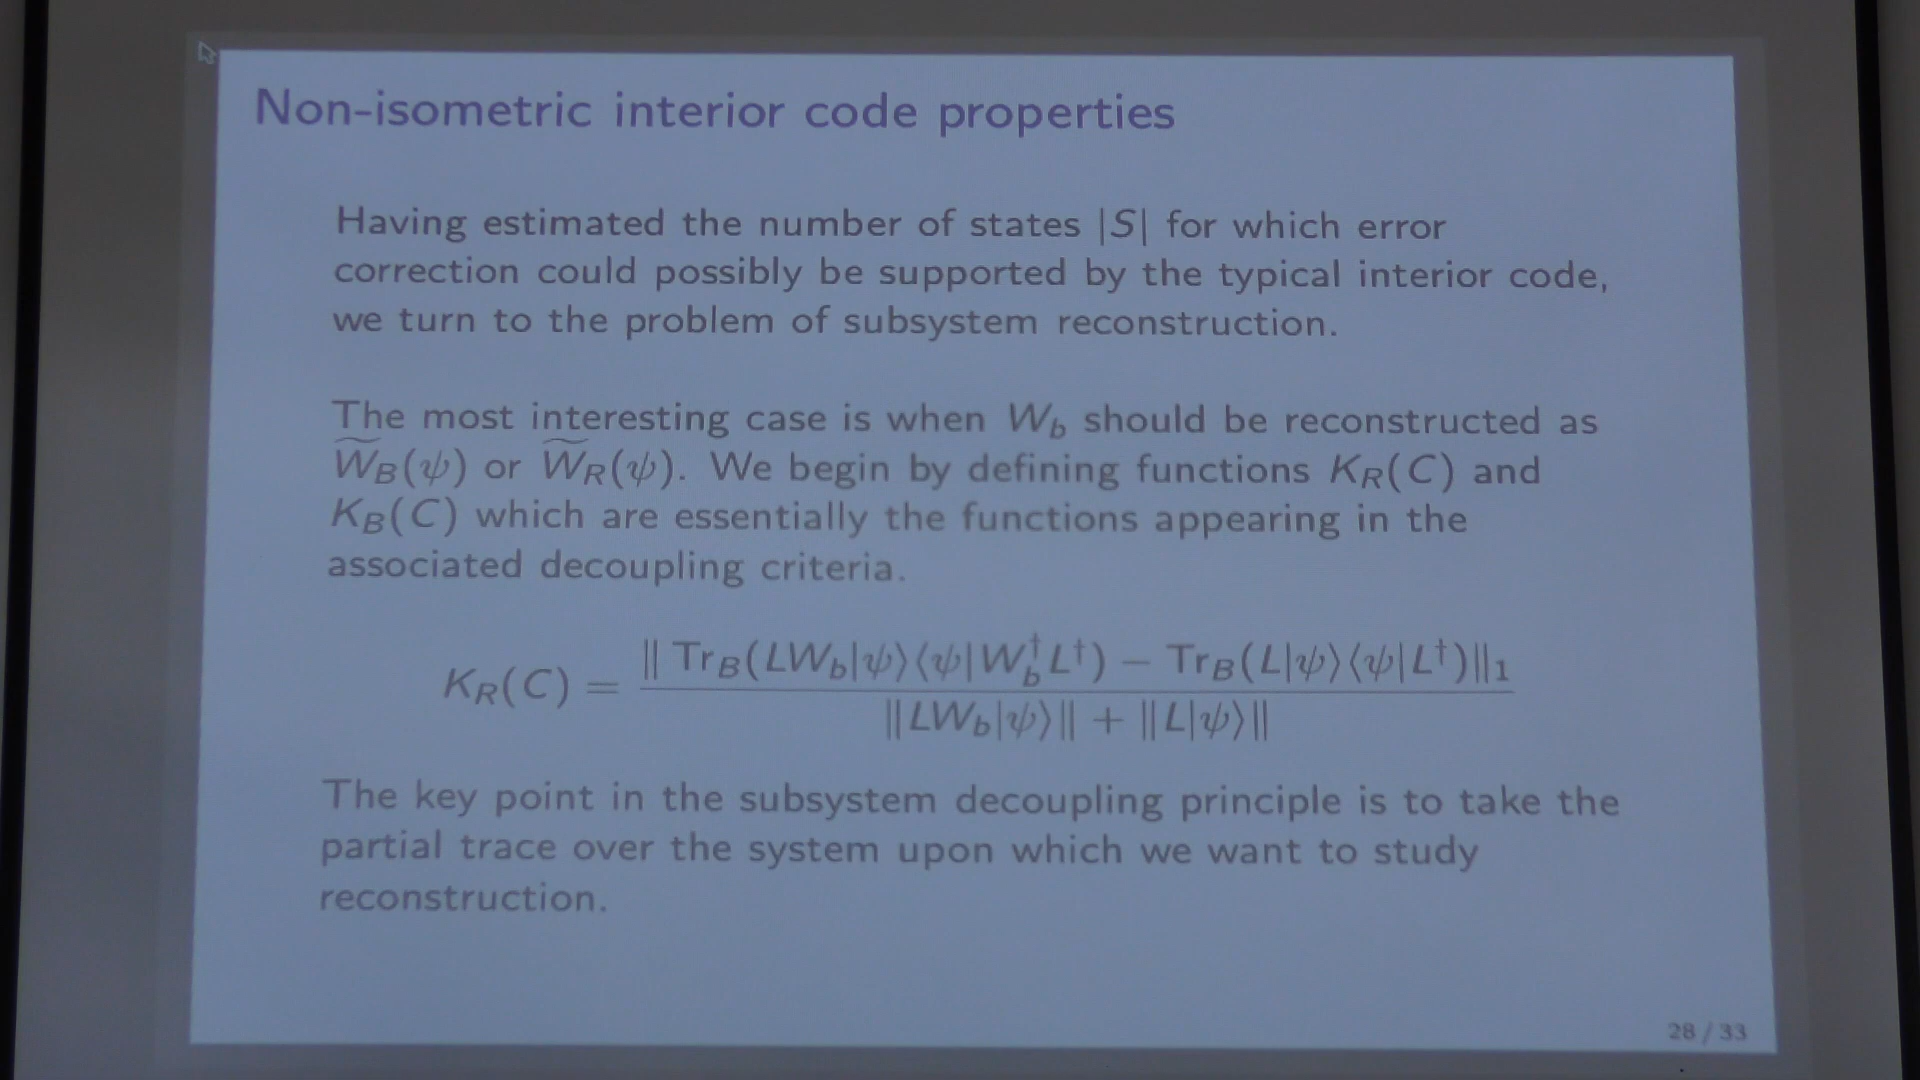 Non-isometric interior code properties
Having estimated the number of states |S| for which error
correction could possibly be supported by the typical interior code,
we turn to the problem of subsystem reconstruction.
The most interesting case is when W_b should be reconstructed as
W̃_B(ψ) or W̃_R(ψ). We begin by defining functions K_R(C) and
K_B(C) which are essentially the functions appearing in the
associated decoupling criteria.
K_R(C) = ‖ Tr_B(LW_b|ψ⟩⟨ψ|W_b†L†) − Tr_B(L|ψ⟩⟨ψ|L†)‖₁
‖LW_b|ψ⟩‖ + ‖L|ψ⟩‖
The key point in the subsystem decoupling principle is to take the
partial trace over the system upon which we want to study
reconstruction.
28 / 33